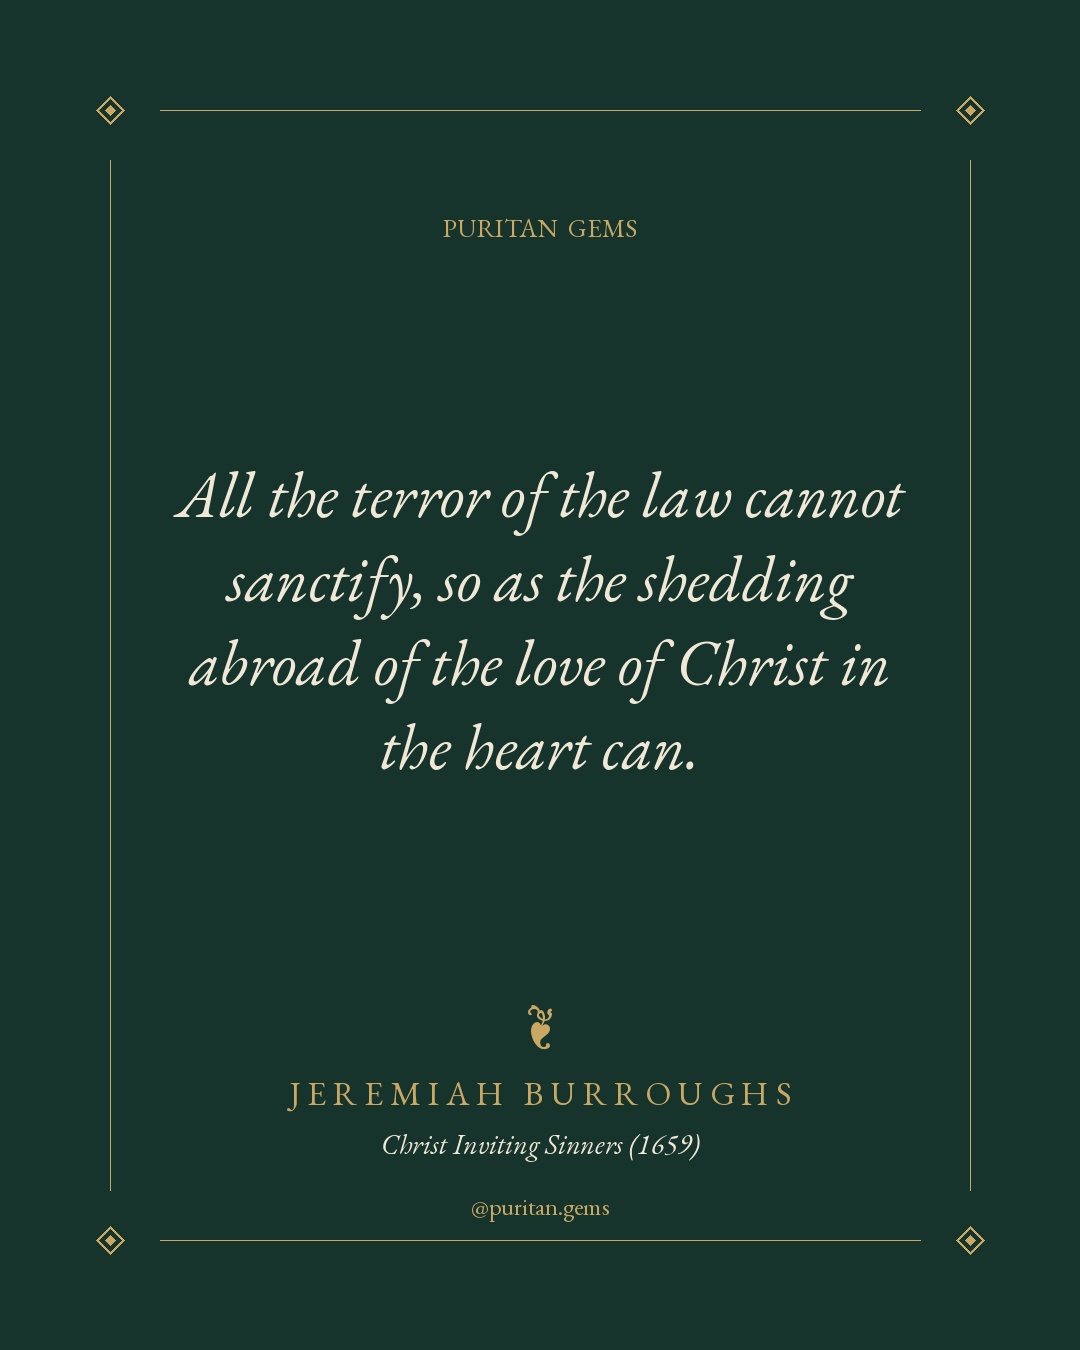 PURITAN GEMS
All the terror of the law cannot
sanctify, so as the shedding
abroad of the love of Christ in
the heart can.
JEREMIAH BURROUGHS
Christ Inviting Sinners (1659)
@puritan.gems